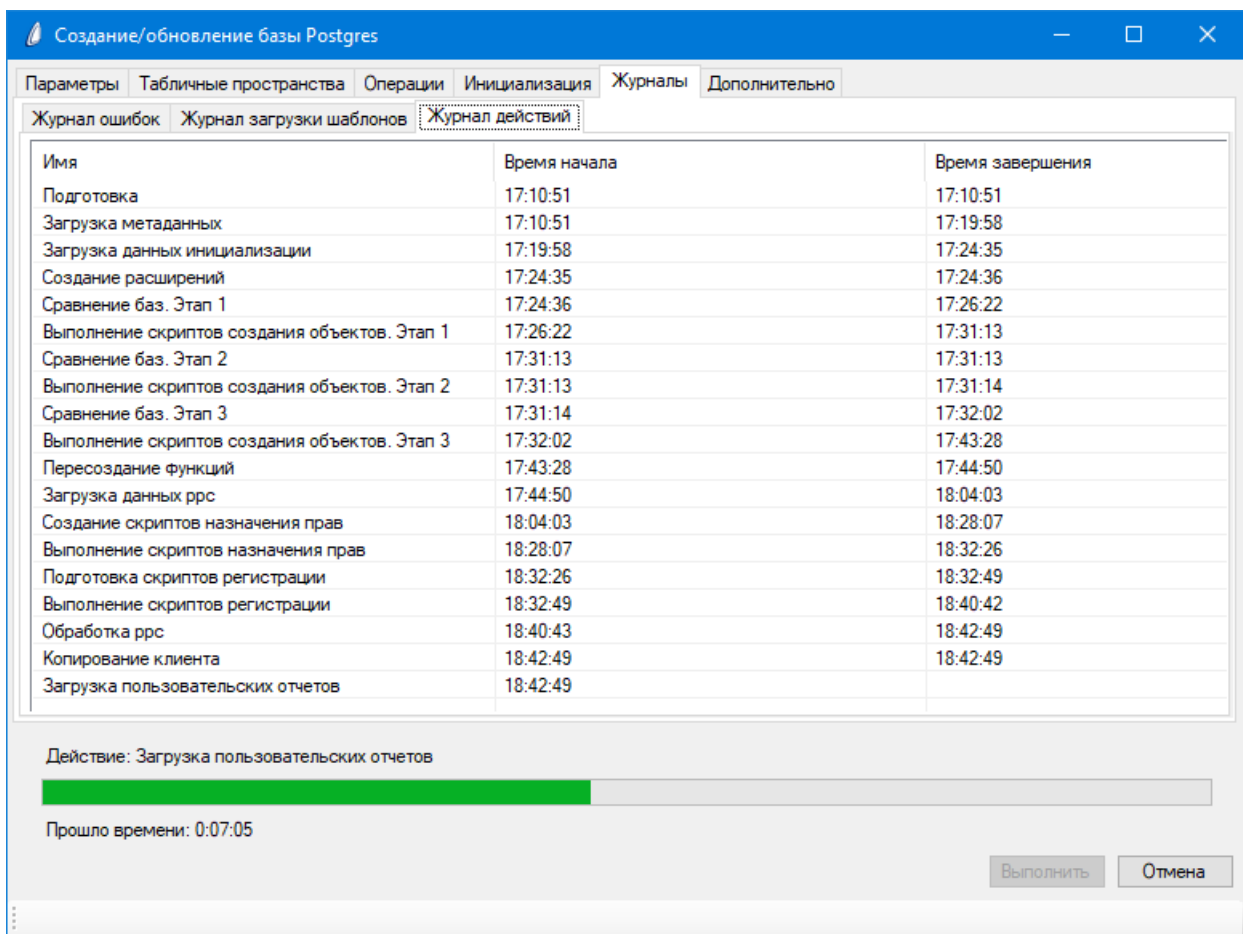 Создание/обновление базы Postgres
Параметры Табличные пространства Операции Инициализация Журналы Дополнительно
Журнал ошибок Журнал загрузки шаблонов Журнал действий
Имя Время начала Время завершения
Подготовка 17:10:51 17:10:51
Загрузка метаданных 17:10:51 17:19:58
Загрузка данных инициализации 17:19:58 17:24:35
Создание расширений 17:24:35 17:24:36
Сравнение баз. Этап 1 17:24:36 17:26:22
Выполнение скриптов создания объектов. Этап 1 17:26:22 17:31:13
Сравнение баз. Этап 2 17:31:13 17:31:13
Выполнение скриптов создания объектов. Этап 2 17:31:13 17:31:14
Сравнение баз. Этап 3 17:31:14 17:32:02
Выполнение скриптов создания объектов. Этап 3 17:32:02 17:43:28
Пересоздание функций 17:43:28 17:44:50
Загрузка данных ppc 17:44:50 18:04:03
Создание скриптов назначения прав 18:04:03 18:28:07
Выполнение скриптов назначения прав 18:28:07 18:32:26
Подготовка скриптов регистрации 18:32:26 18:32:49
Выполнение скриптов регистрации 18:32:49 18:40:42
Обработка ppc 18:40:43 18:42:49
Копирование клиента 18:42:49 18:42:49
Загрузка пользовательских отчетов 18:42:49
Действие: Загрузка пользовательских отчетов
Прошло времени: 0:07:05
Выполнить Отмена